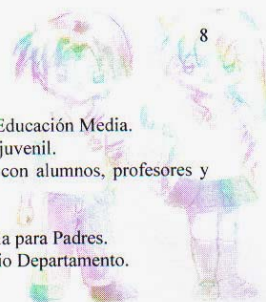 8
Educación Media.
juvenil.
con alumnos, profesores y
a para Padres.
io Departamento.